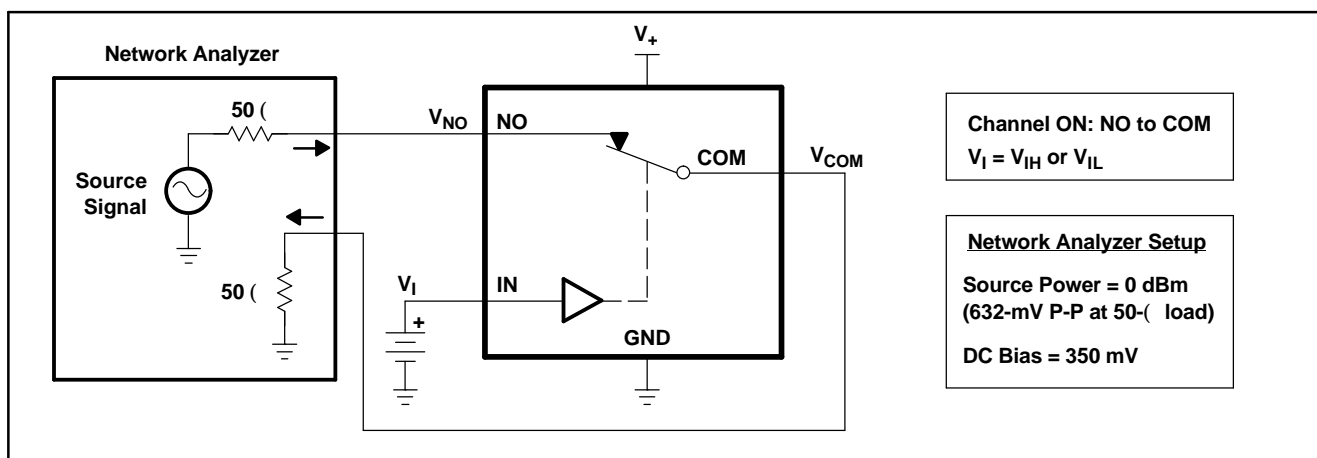 Network Analyzer
50 (
Source
Signal
50 (
V+
VNO
NO
COM
VCOM
VI
IN
+
GND
Channel ON: NO to COM
VI = VIH or VIL
Network Analyzer Setup
Source Power = 0 dBm
(632-mV P-P at 50-( load)
DC Bias = 350 mV